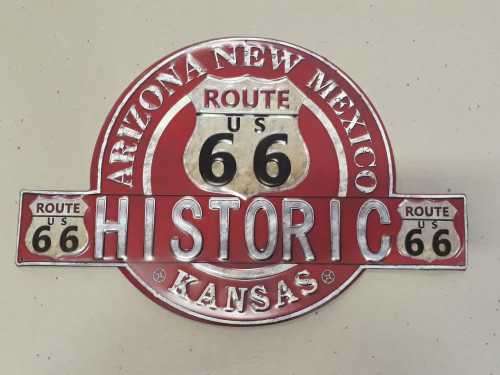 ARIZONA NEW MEXICO
ROUTE
US
66
ROUTE
US
66
HISTORIC
ROUTE
US
66
KANSAS